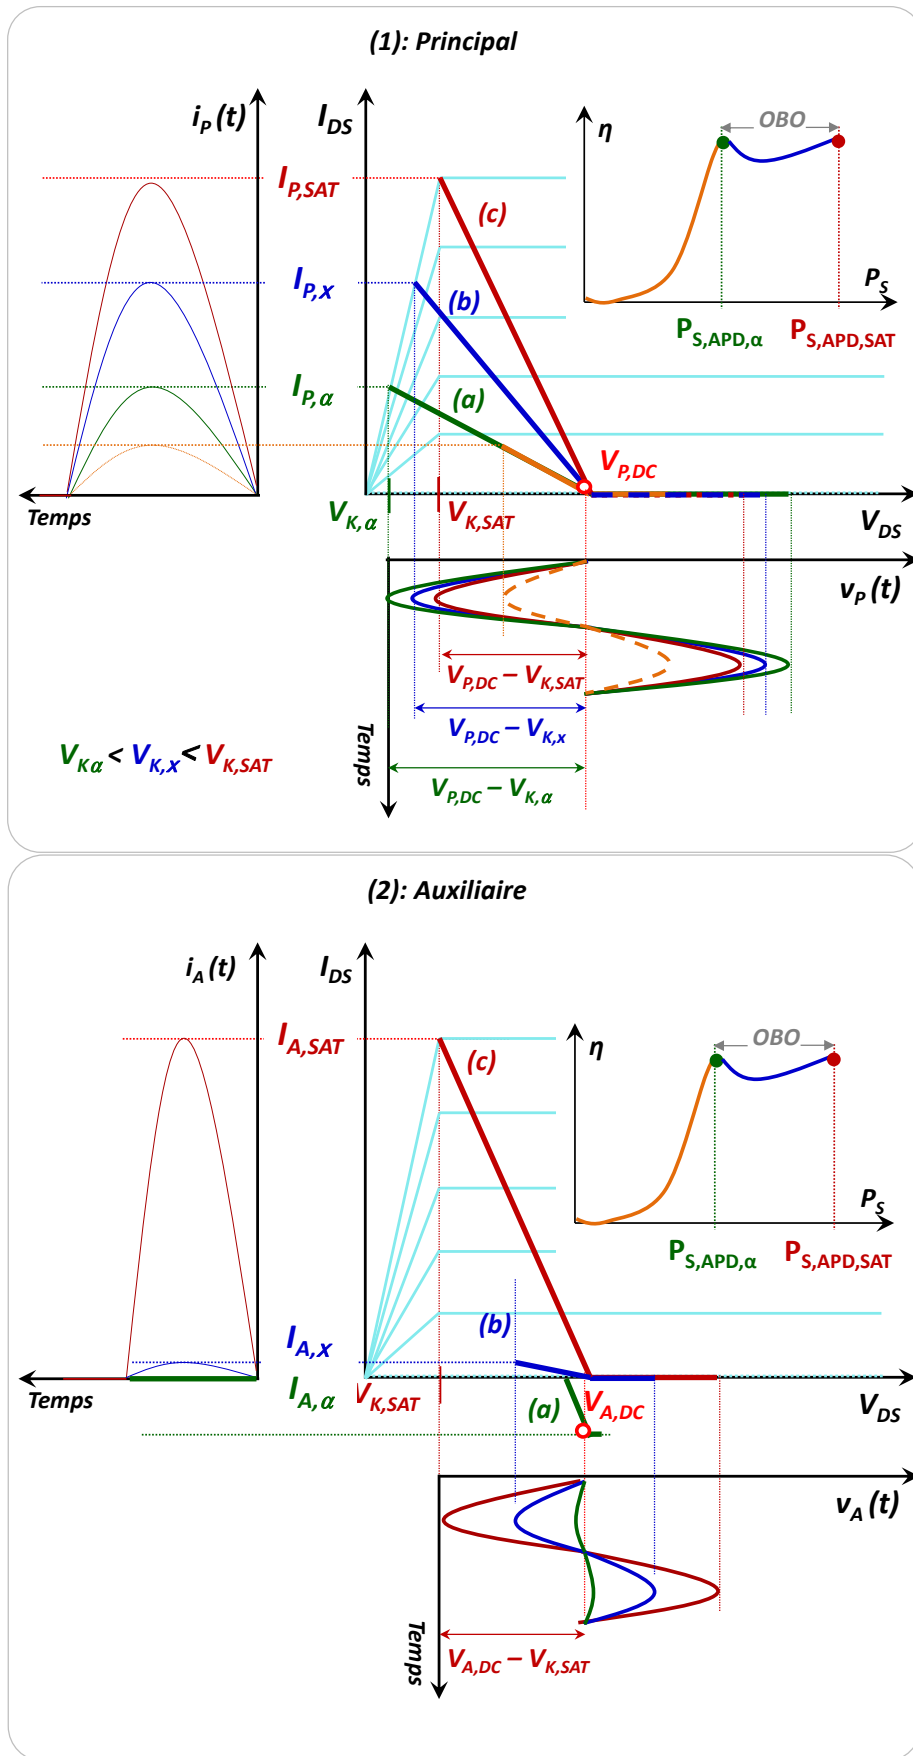 (1): Principal
iP (t)
IDS
η
OBO
IP,SAT
(c)
IP,x
(b)
PS
PS,APD,α
PS,APD,SAT
IP,α
(a)
VP,DC
Temps
VK,α
VK,SAT
VDS
vP (t)
VP,DC – VK,SAT
VP,DC – VK,x
Temps
VKα < VK,x < VK,SAT
VP,DC – VK,α
(2): Auxiliaire
iA (t)
IDS
η
OBO
IA,SAT
(c)
PS
PS,APD,α
PS,APD,SAT
IA,x
(b)
Temps
IA,α
VK,SAT
(a)
VA,DC
VDS
vA (t)
Temps
VA,DC – VK,SAT